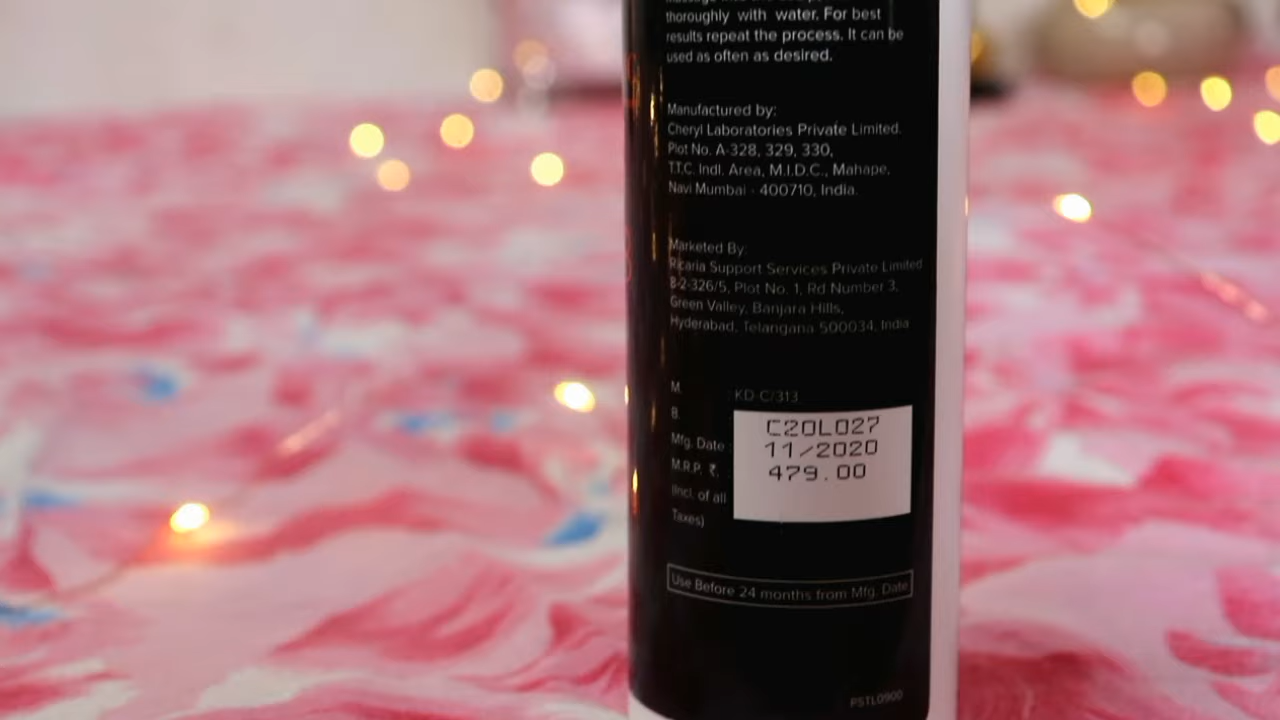 thoroughly with water. For best
results repeat the process. It can be
used as often as desired.
Manufactured by:
Cheryl Laboratories Private Limited.
Plot No. A-328, 329, 330,
T.T.C. Indl. Area, M.I.D.C., Mahape,
Navi Mumbai - 400710, India.
Marketed By:
Ricaria Support Services Private Limited
8-2-326/5, Plot No. 1, Rd Number 3,
Green Valley, Banjara Hills,
Hyderabad, Telangana 500034, India
M. : KD-C/313
B. C20L027
Mfg. Date : 11/2020
M.R.P. ₹. 479.00
(Incl. of all
Taxes)
Use Before 24 months from Mfg. Date
PSTL0900